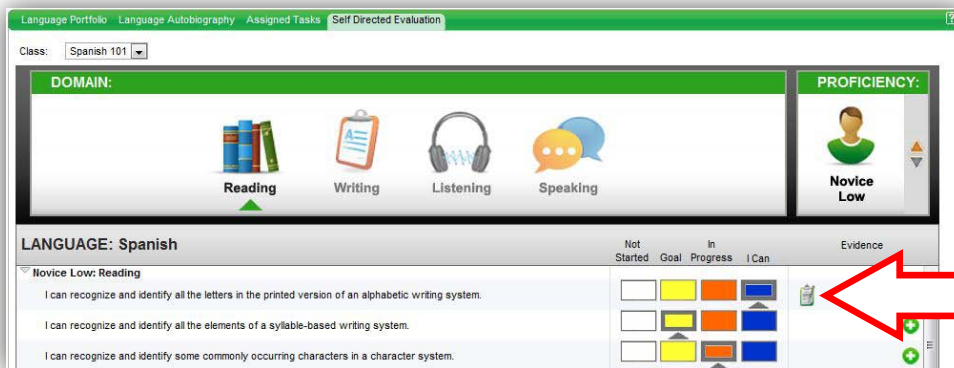 Language Portfolio Language Autobiography Assigned Tasks Self Directed Evaluation ?
Class: Spanish 101
DOMAIN:
PROFICIENCY:
Reading Writing Listening Speaking
Novice
Low
LANGUAGE: Spanish
Not Started Goal In Progress I Can Evidence
Novice Low: Reading
I can recognize and identify all the letters in the printed version of an alphabetic writing system.
I can recognize and identify all the elements of a syllable-based writing system.
I can recognize and identify some commonly occurring characters in a character system.